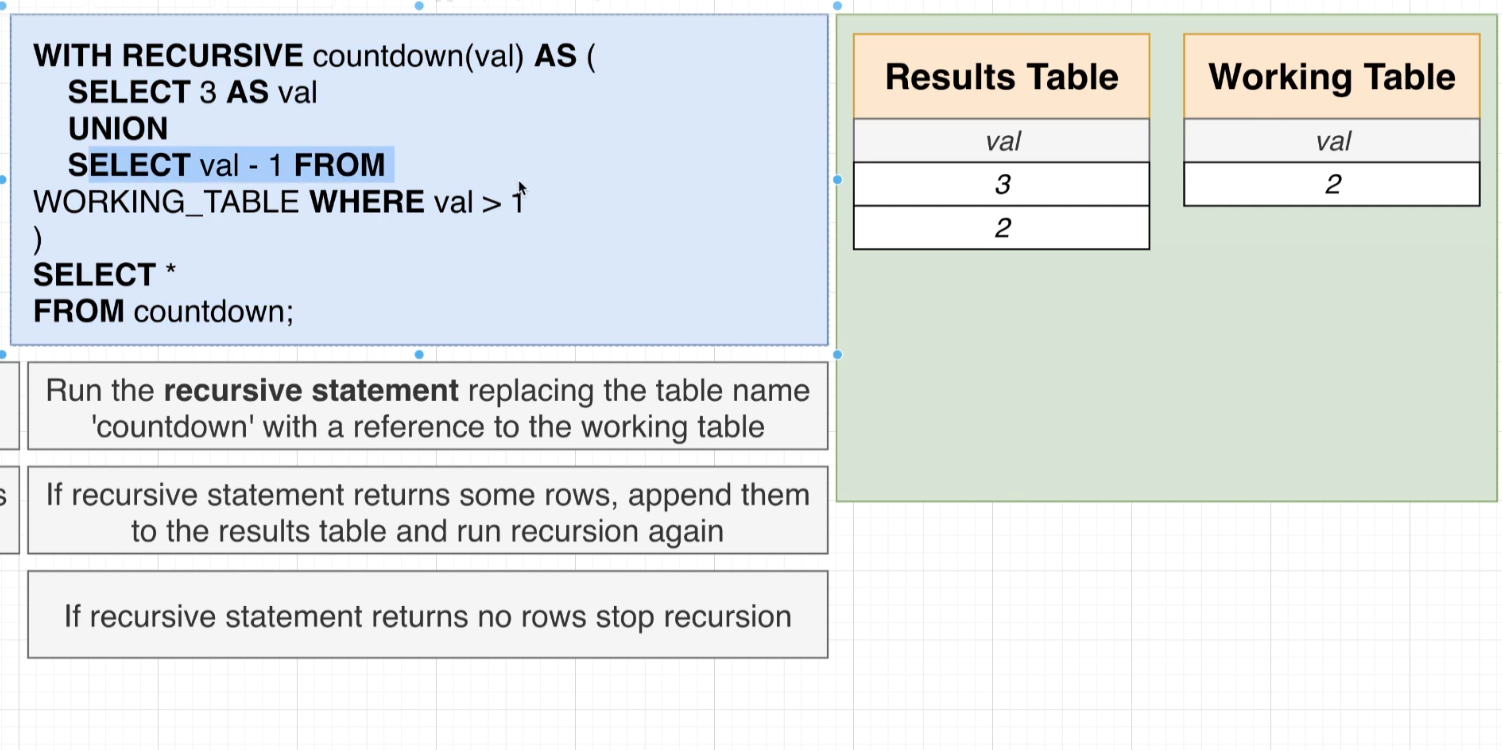 WITH RECURSIVE countdown(val) AS (
SELECT 3 AS val
UNION
SELECT val - 1 FROM
WORKING_TABLE WHERE val > 1
)
SELECT *
FROM countdown;
Results Table
val
3
2
Working Table
val
2
Run the recursive statement replacing the table name
'countdown' with a reference to the working table
s
If recursive statement returns some rows, append them
to the results table and run recursion again
If recursive statement returns no rows stop recursion